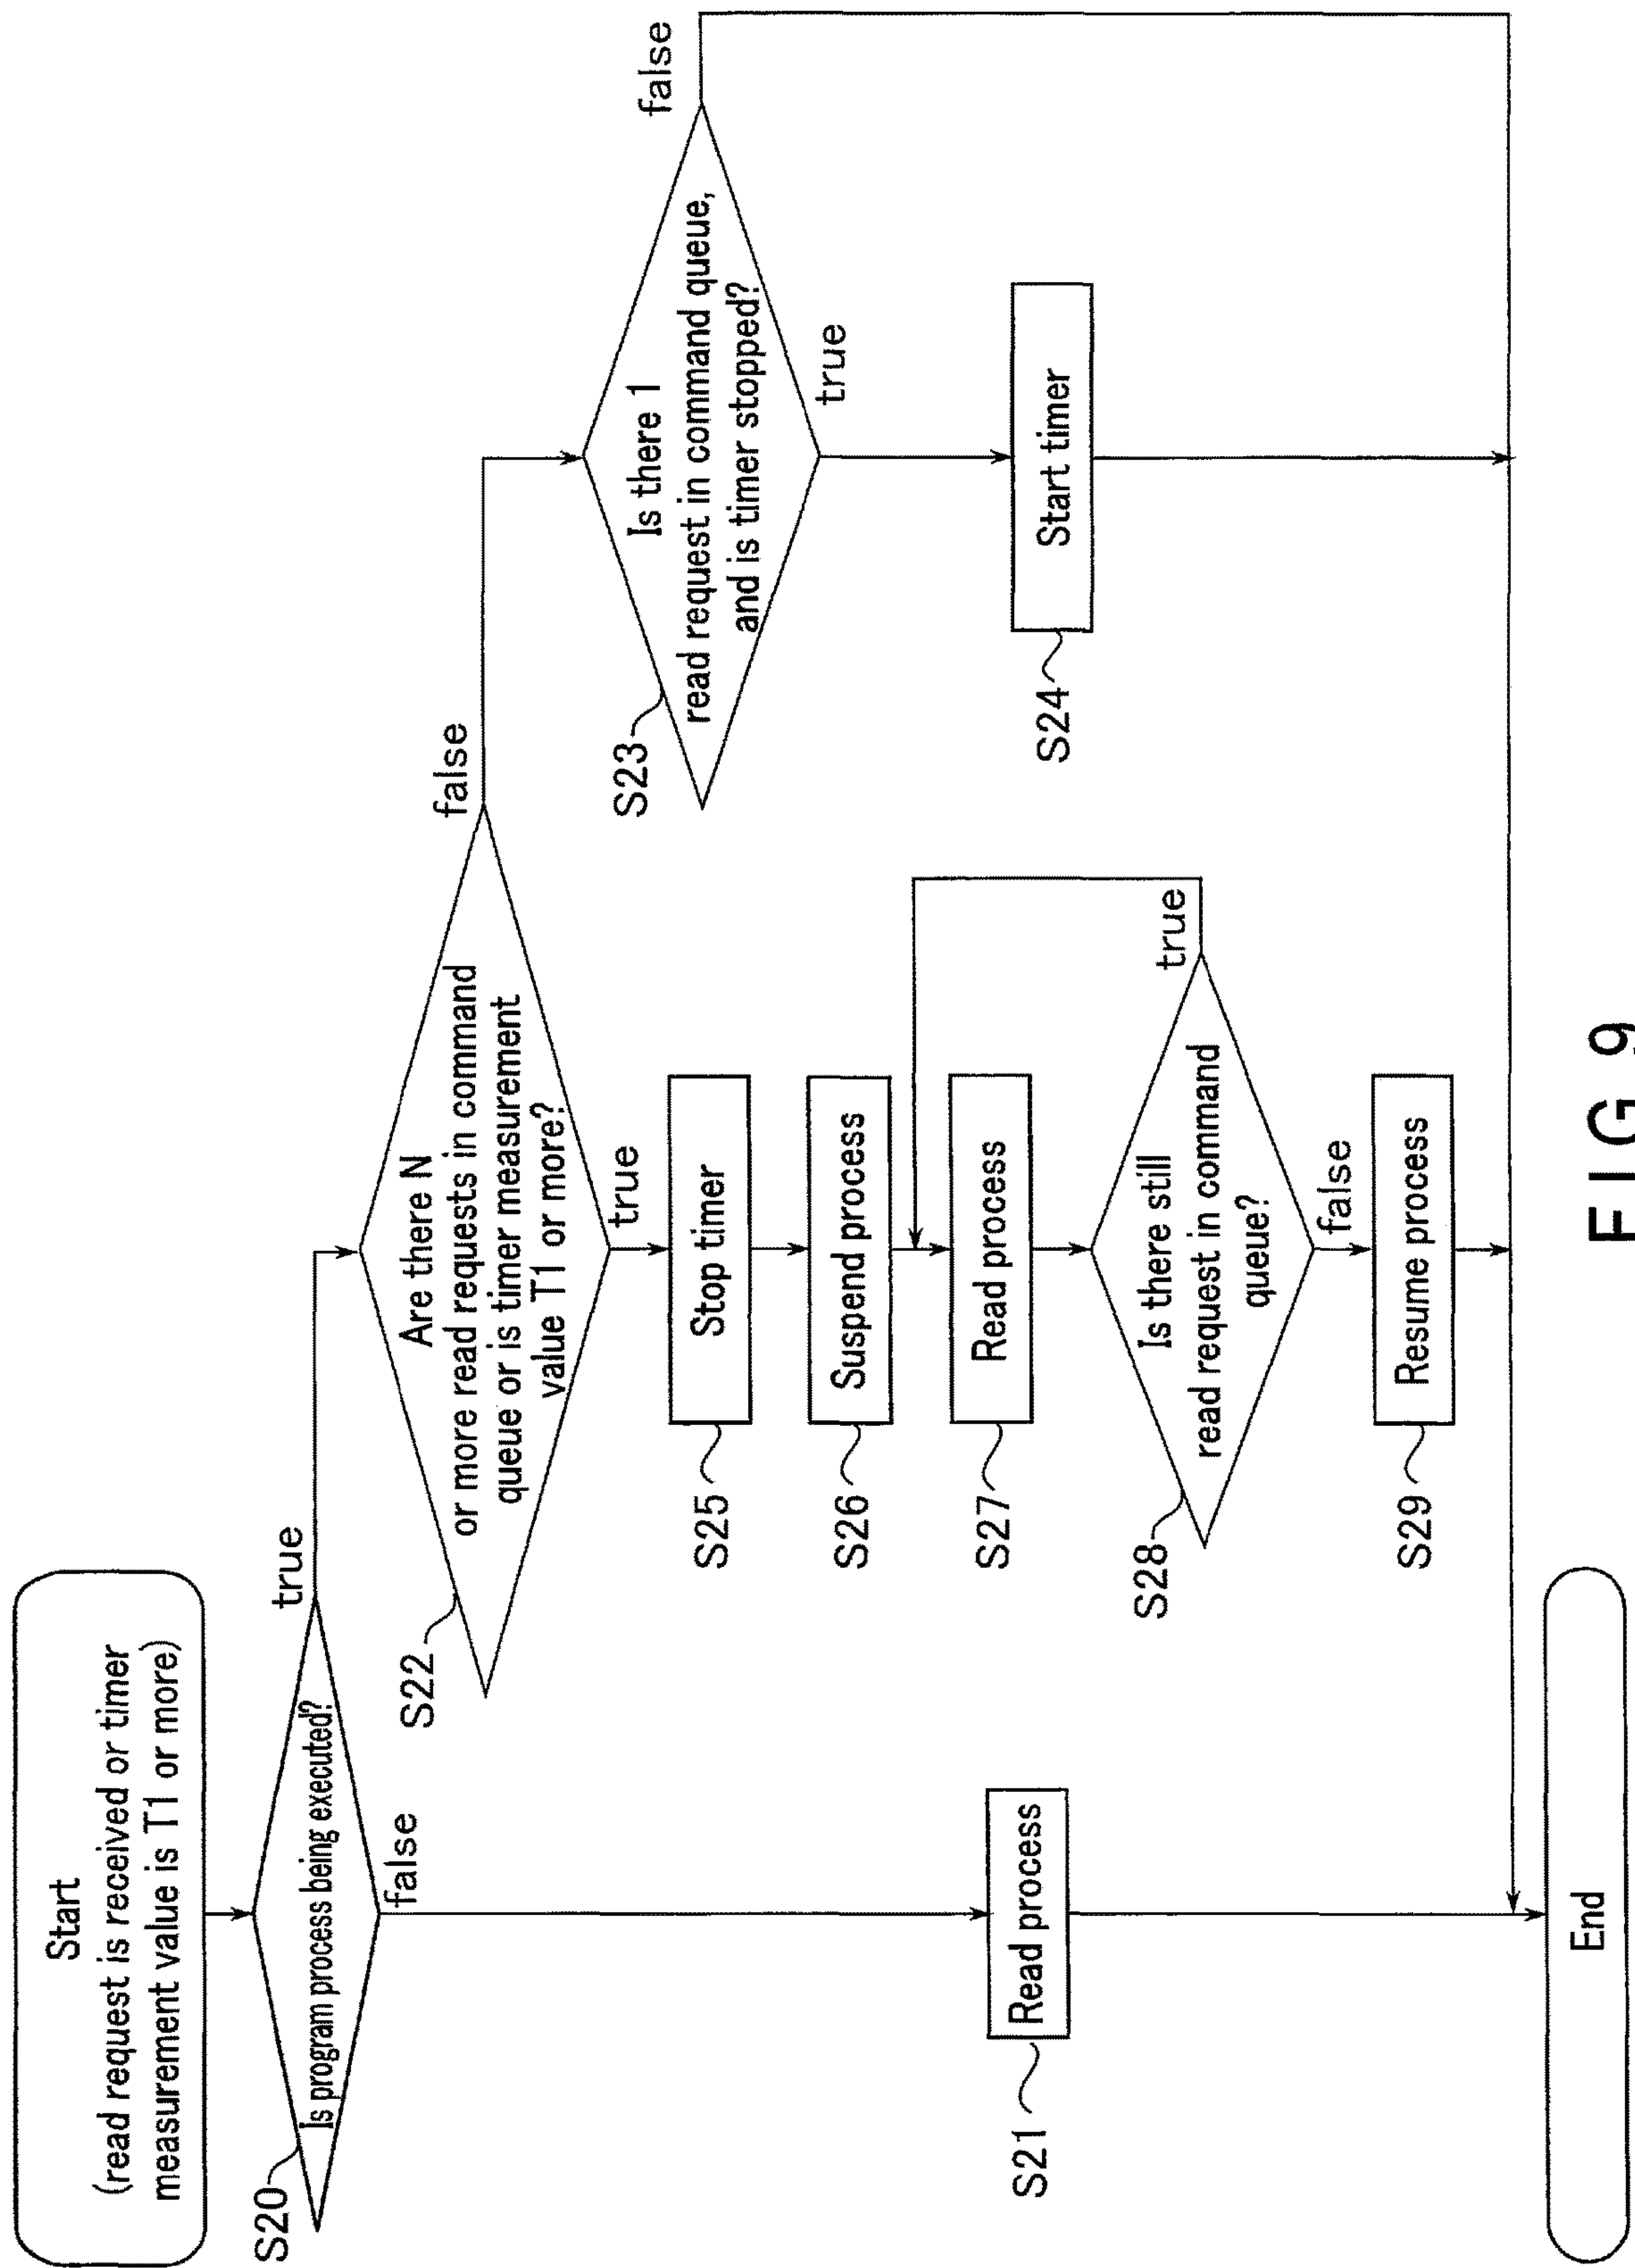 Start
(read request is received or timer
measurement value is T1 or more)
S20
Is program process being executed?
true
false
S21
Read process
S22
Are there N
or more read requests in command
queue or is timer measurement
value T1 or more?
false
true
S25
Stop timer
S26
Suspend process
S27
Read process
S28
Is there still
read request in command
queue?
true
false
S29
Resume process
S23
Is there 1
read request in command queue,
and is timer stopped?
false
true
S24
Start timer
End
FIG 9